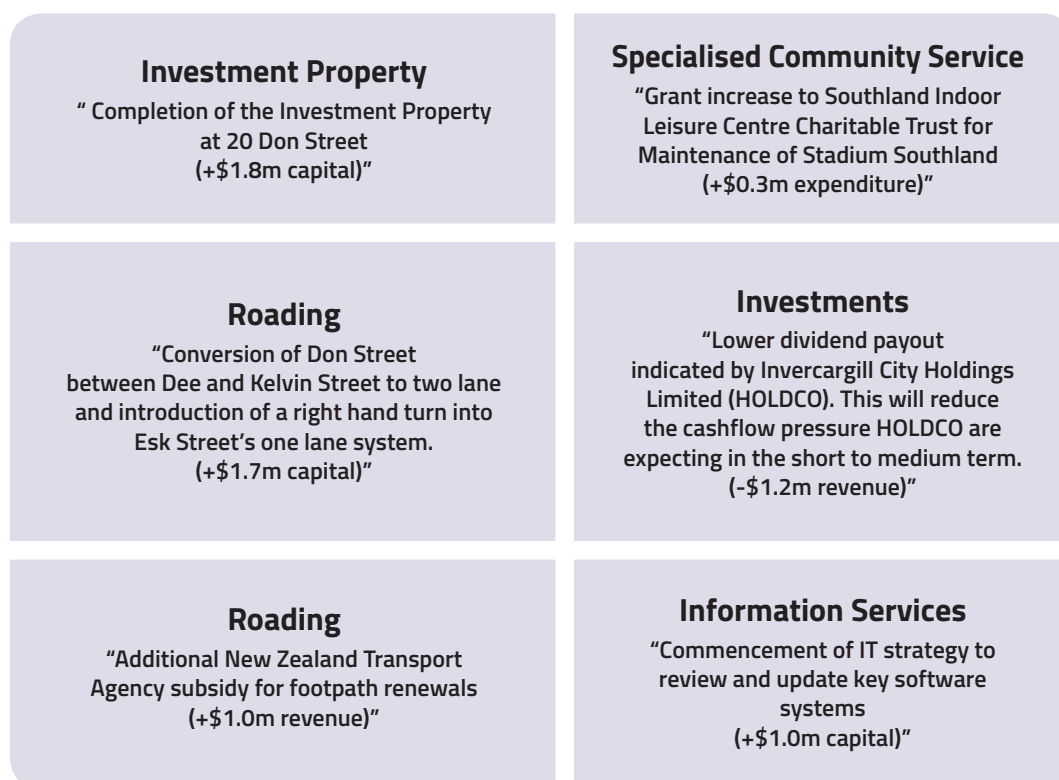 Investment Property
“ Completion of the Investment Property
at 20 Don Street
(+$1.8m capital)”
Specialised Community Service
“Grant increase to Southland Indoor
Leisure Centre Charitable Trust for
Maintenance of Stadium Southland
(+$0.3m expenditure)”
Roading
“Conversion of Don Street
between Dee and Kelvin Street to two lane
and introduction of a right hand turn into
Esk Street’s one lane system.
(+$1.7m capital)”
Investments
“Lower dividend payout
indicated by Invercargill City Holdings
Limited (HOLDCO). This will reduce
the cashflow pressure HOLDCO are
expecting in the short to medium term.
(-$1.2m revenue)”
Roading
“Additional New Zealand Transport
Agency subsidy for footpath renewals
(+$1.0m revenue)”
Information Services
“Commencement of IT strategy to
review and update key software
systems
(+$1.0m capital)”